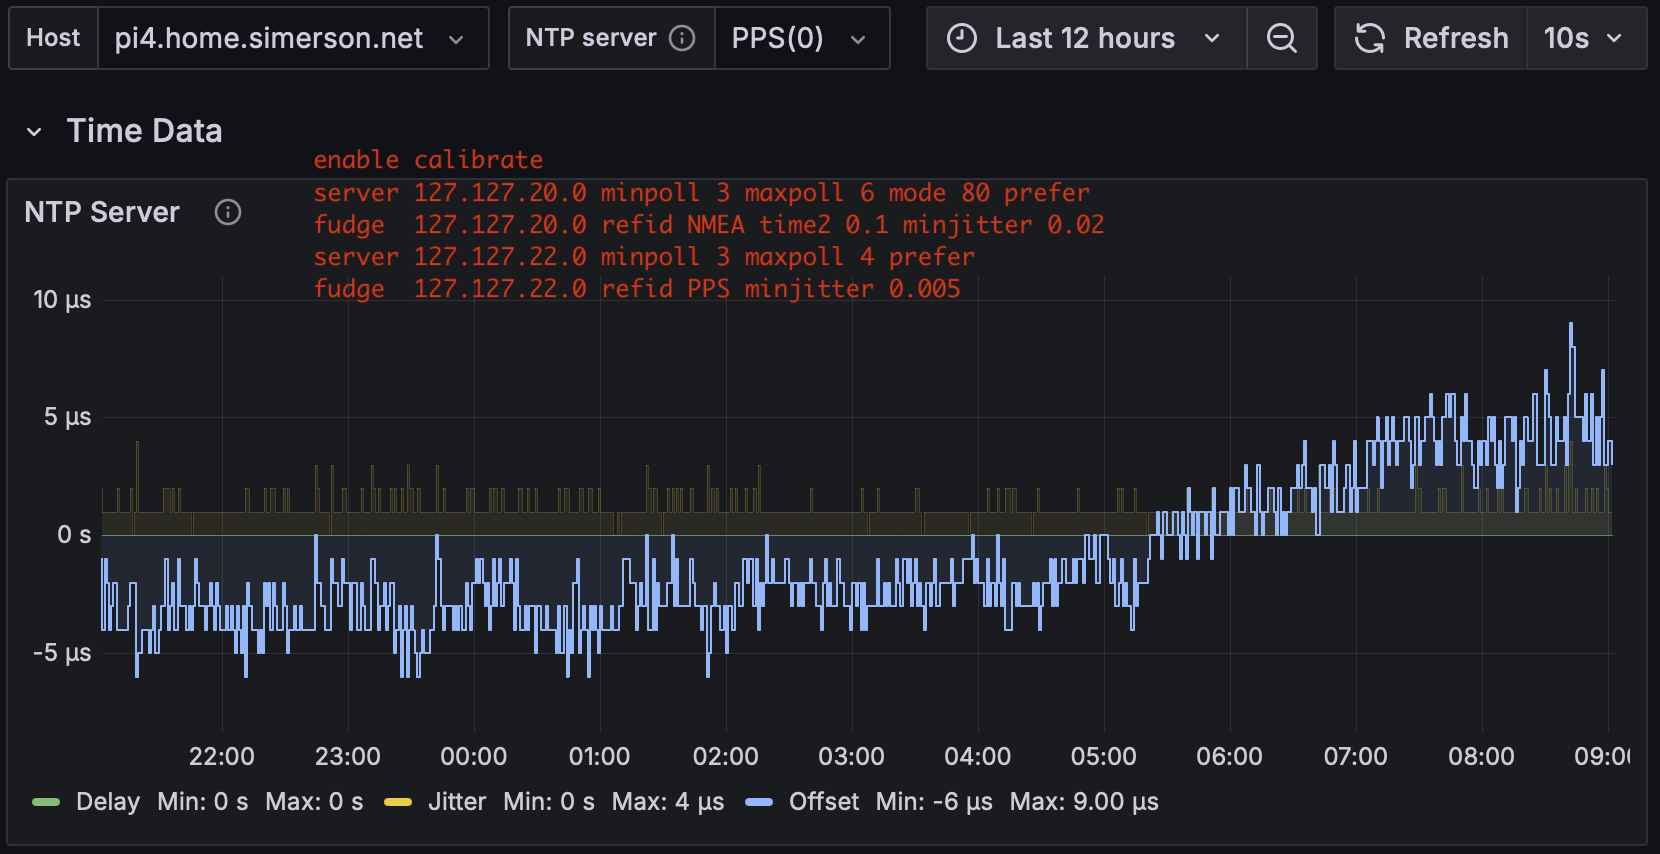 Host pi4.home.simerson.net NTP server PPS(0) Last 12 hours Refresh 10s
Time Data
enable calibrate
server 127.127.20.0 minpoll 3 maxpoll 6 mode 80 prefer
NTP Server
fudge  127.127.20.0 refid NMEA time2 0.1 minjitter 0.02
server 127.127.22.0 minpoll 3 maxpoll 4 prefer
fudge  127.127.22.0 refid PPS minjitter 0.005
10 µs
5 µs
0 s
-5 µs
22:00 23:00 00:00 01:00 02:00 03:00 04:00 05:00 06:00 07:00 08:00 09:00
Delay Min: 0 s Max: 0 s Jitter Min: 0 s Max: 4 µs Offset Min: -6 µs Max: 9.00 µs